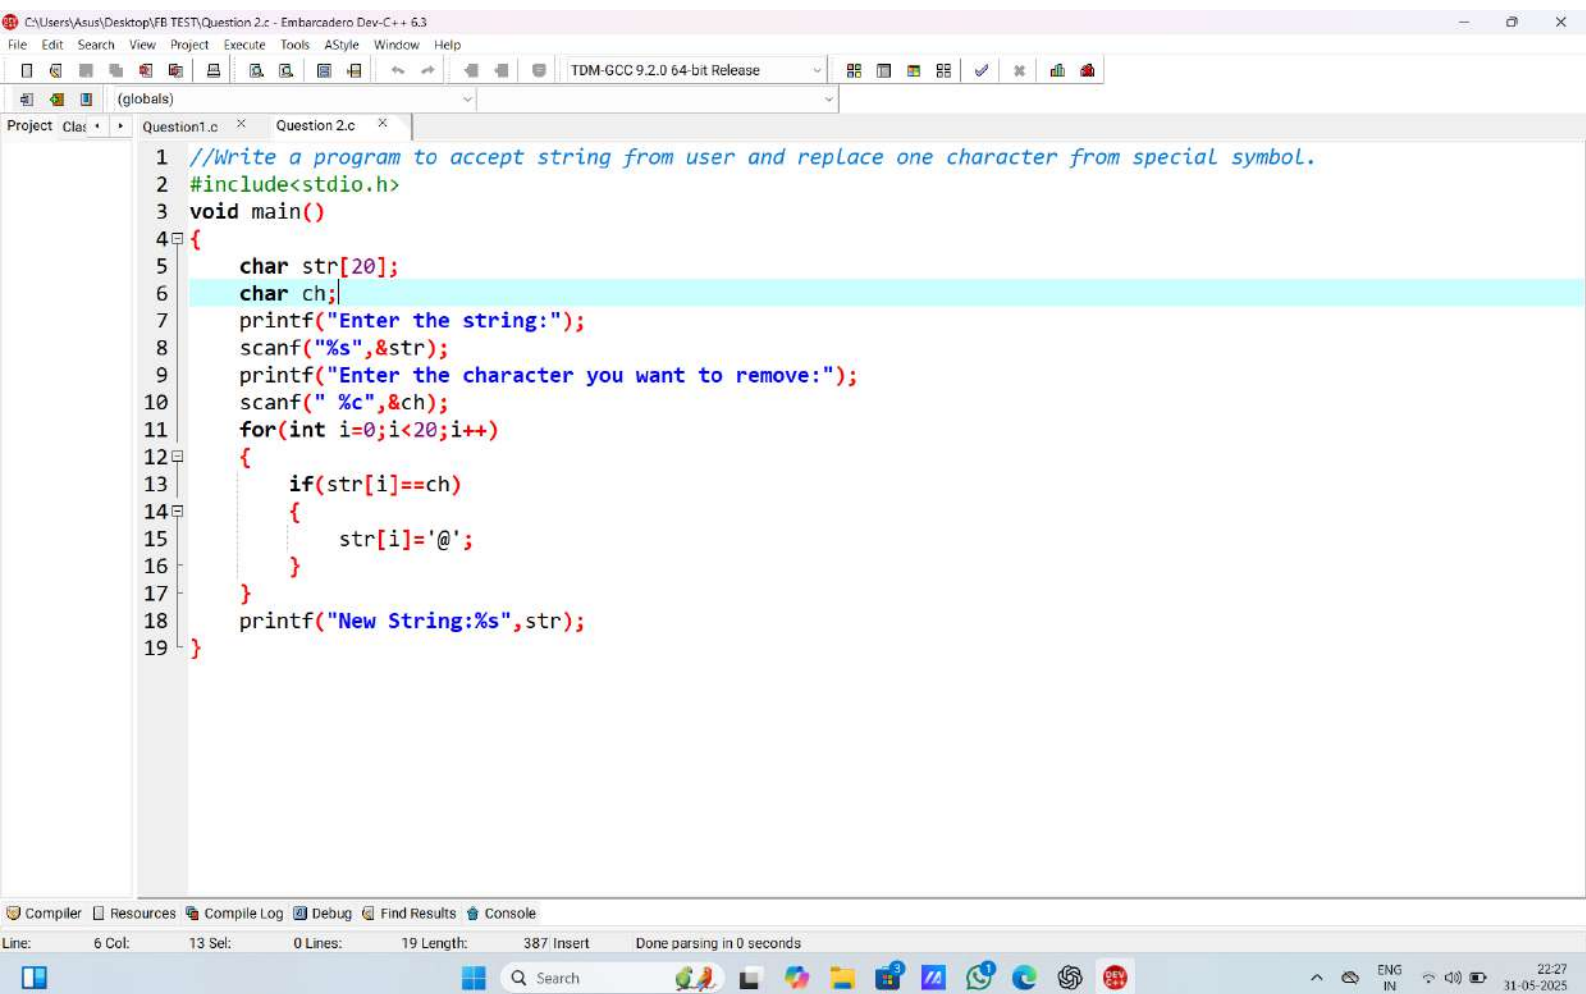 C:\Users\Asus\Desktop\FB TEST\Question 2.c - Embarcadero Dev-C++ 6.3
File Edit Search View Project Execute Tools AStyle Window Help
TDM-GCC 9.2.0 64-bit Release
(globals)
Project Clas Question1.c Question 2.c
1 //Write a program to accept string from user and replace one character from special symbol.
2 #include<stdio.h>
3 void main()
4 {
5 char str[20];
6 char ch;
7 printf("Enter the string:");
8 scanf("%s",&str);
9 printf("Enter the character you want to remove:");
10 scanf(" %c",&ch);
11 for(int i=0;i<20;i++)
12 {
13 if(str[i]==ch)
14 {
15 str[i]='@';
16 }
17 }
18 printf("New String:%s",str);
19 }
Compiler Resources Compile Log Debug Find Results Console
Line: 6 Col: 13 Sel: 0 Lines: 19 Length: 387 Insert Done parsing in 0 seconds
Search 3 1 DEV C++ ENG 22:27
IN 31-05-2025